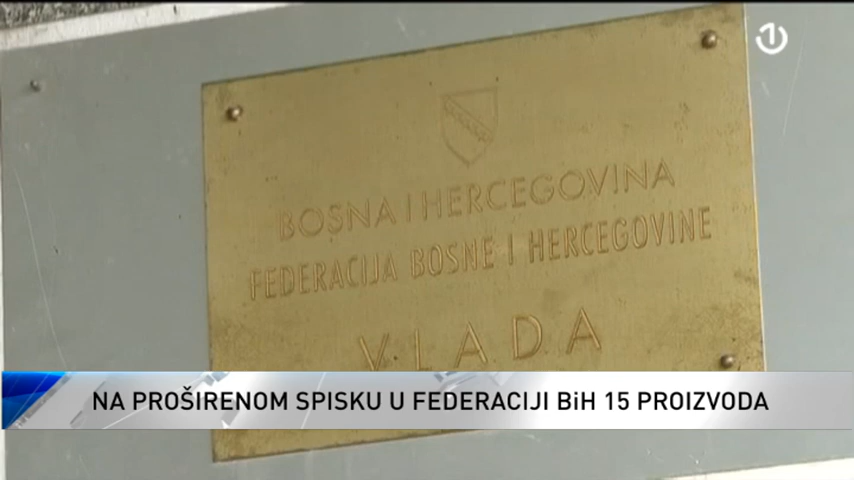 BOSNA I HERCEGOVINA
FEDERACIJA BOSNE I HERCEGOVINE
VLADA
NA PROŠIRENOM SPISKU U FEDERACIJI BiH 15 PROIZVODA